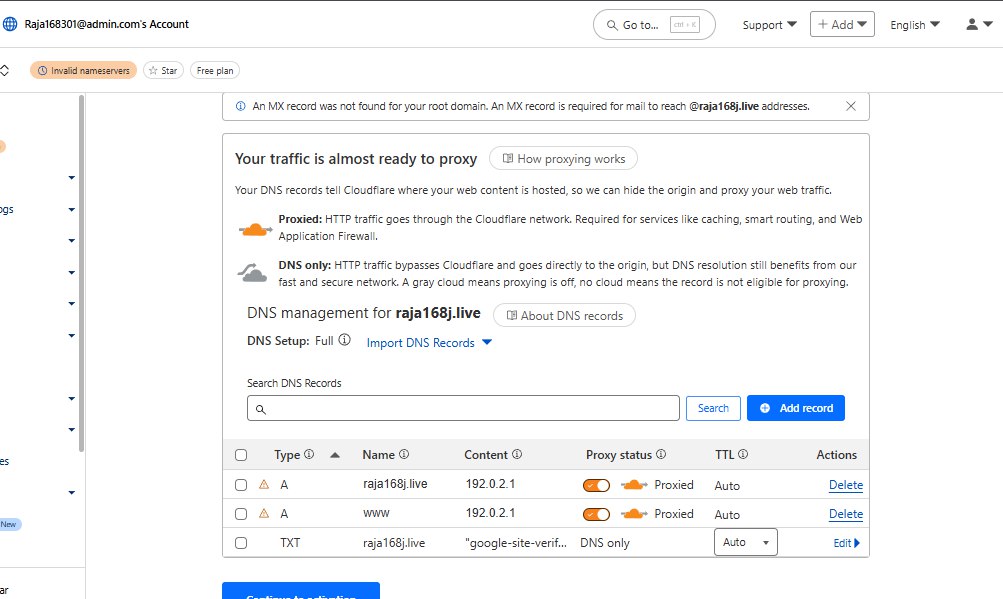 Raja168301@admin.com's Account
Go to... ctrl + K
Support
+ Add
English
Invalid nameservers
Star
Free plan
An MX record was not found for your root domain. An MX record is required for mail to reach @raja168j.live addresses.
Your traffic is almost ready to proxy
How proxying works
Your DNS records tell Cloudflare where your web content is hosted, so we can hide the origin and proxy your web traffic.
Proxied: HTTP traffic goes through the Cloudflare network. Required for services like caching, smart routing, and Web
Application Firewall.
DNS only: HTTP traffic bypasses Cloudflare and goes directly to the origin, but DNS resolution still benefits from our
fast and secure network. A gray cloud means proxying is off, no cloud means the record is not eligible for proxying.
DNS management for raja168j.live
About DNS records
DNS Setup: Full
Import DNS Records
Search DNS Records
Search
Add record
Type Name Content Proxy status TTL Actions
A raja168j.live 192.0.2.1 Proxied Auto Delete
A www 192.0.2.1 Proxied Auto Delete
TXT raja168j.live "google-site-verif... DNS only Auto Edit
ogs
es
New
ar
Continue to activation